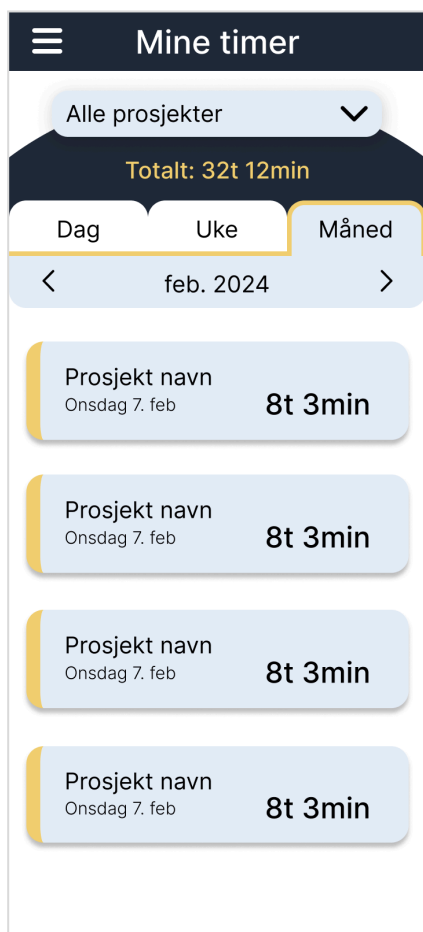 Mine timer
Alle prosjekter
Totalt: 32t 12min
Dag Uke Måned
feb. 2024
Prosjekt navn
Onsdag 7. feb 8t 3min
Prosjekt navn
Onsdag 7. feb 8t 3min
Prosjekt navn
Onsdag 7. feb 8t 3min
Prosjekt navn
Onsdag 7. feb 8t 3min